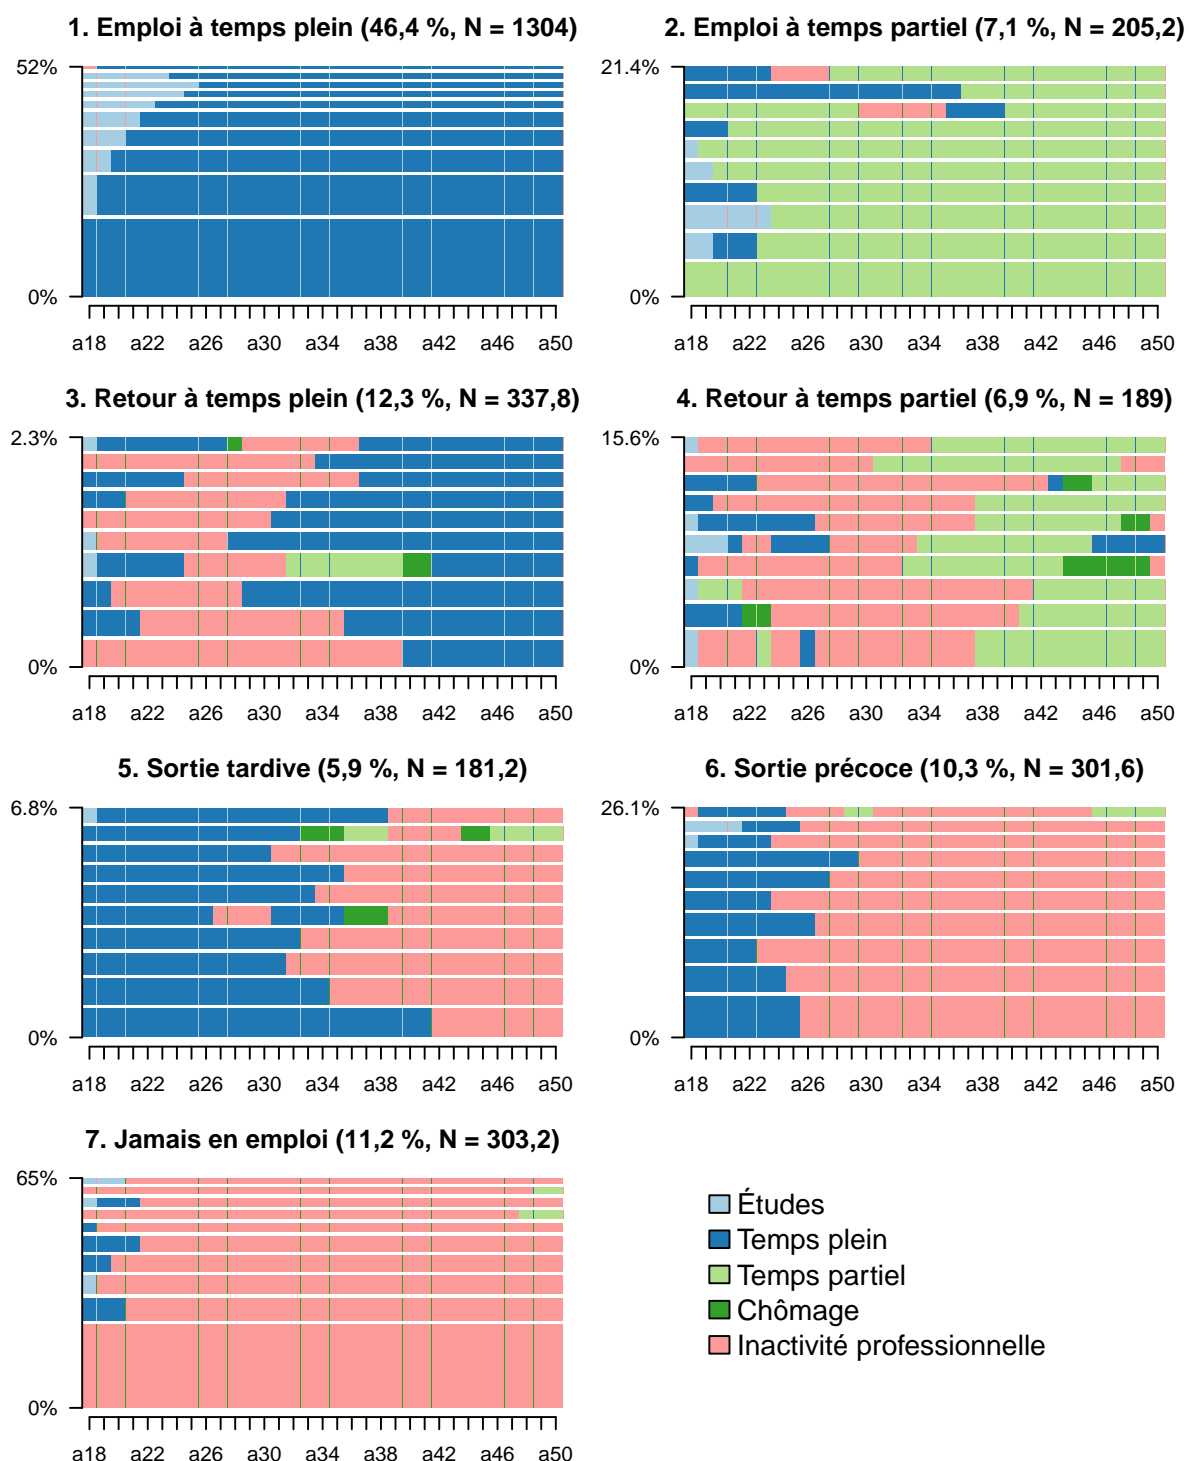 1. Emploi à temps plein (46,4 %, N = 1304)
52%
0%
a18 a22 a26 a30 a34 a38 a42 a46 a50
2. Emploi à temps partiel (7,1 %, N = 205,2)
21.4%
0%
a18 a22 a26 a30 a34 a38 a42 a46 a50
3. Retour à temps plein (12,3 %, N = 337,8)
2.3%
0%
a18 a22 a26 a30 a34 a38 a42 a46 a50
4. Retour à temps partiel (6,9 %, N = 189)
15.6%
0%
a18 a22 a26 a30 a34 a38 a42 a46 a50
5. Sortie tardive (5,9 %, N = 181,2)
6.8%
0%
a18 a22 a26 a30 a34 a38 a42 a46 a50
6. Sortie précoce (10,3 %, N = 301,6)
26.1%
0%
a18 a22 a26 a30 a34 a38 a42 a46 a50
7. Jamais en emploi (11,2 %, N = 303,2)
65%
0%
a18 a22 a26 a30 a34 a38 a42 a46 a50
Études
Temps plein
Temps partiel
Chômage
Inactivité professionnelle